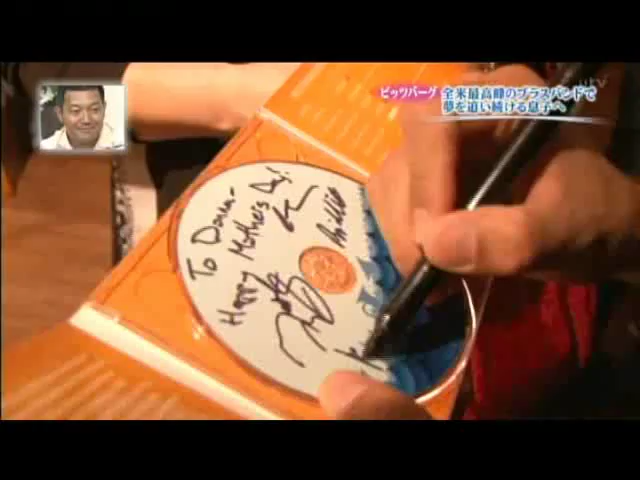 ピッツバーグ
全米最高峰のブラスバンドで
夢を追い続ける息子へ
ytv
To Donna-
Happy Mother's Day!